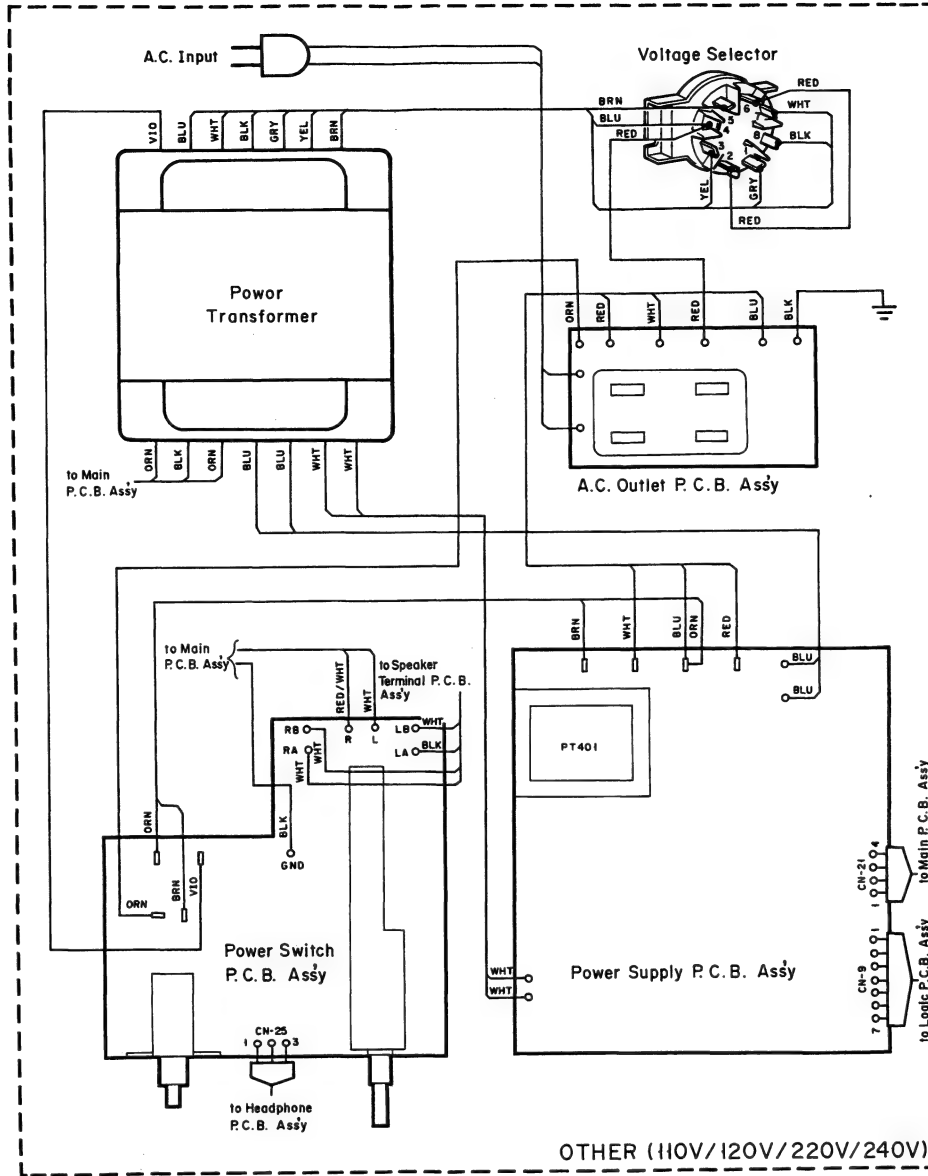 A.C. Input
Voltage Selector
VIO
BLU
WHT
BLK
GRY
YEL
BRN
BRN
BLU
RED
RED
WHT
BLK
6
5
4
8
3
2
YEL
GRY
RED
Powor
Transformer
ORN
RED
WHT
RED
BLU
BLK
A.C. Outlet P.C.B. Ass'y
to Main
P.C.B. Ass'y
ORN
BLK
ORN
BLU
BLU
WHT
WHT
BRN
WHT
BLU
ORN
RED
BLU
BLU
to Main
P.C.B. Ass'y
RED/WHT
WHT
to Speaker
Terminal P.C.B.
Ass'y
RB
RA
R
L
LB
WHT
LA
BLK
WHT
WHT
BLK
GND
PT401
ORN
BRN
VIO
ORN
Power Switch
P.C.B. Ass'y
WHT
WHT
Power Supply P.C.B. Ass'y
4
CN-21
1
to Main P.C.B. Ass'y
1
CN-9
7
to Logic P.C.B. Ass'y
CN-25
1
3
to Headphone
P.C.B. Ass'y
OTHER (110V/120V/220V/240V)